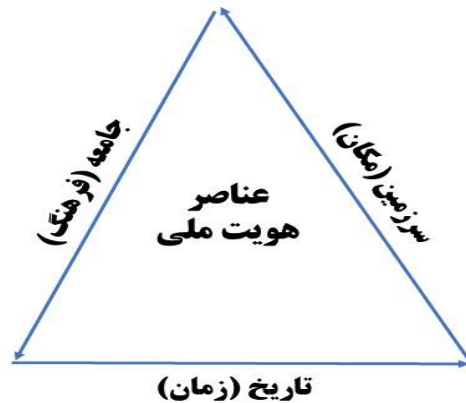 جامعه (فرهنگ)
سرزمین (مکان)
عناصر
هویت ملی
تاریخ (زمان)